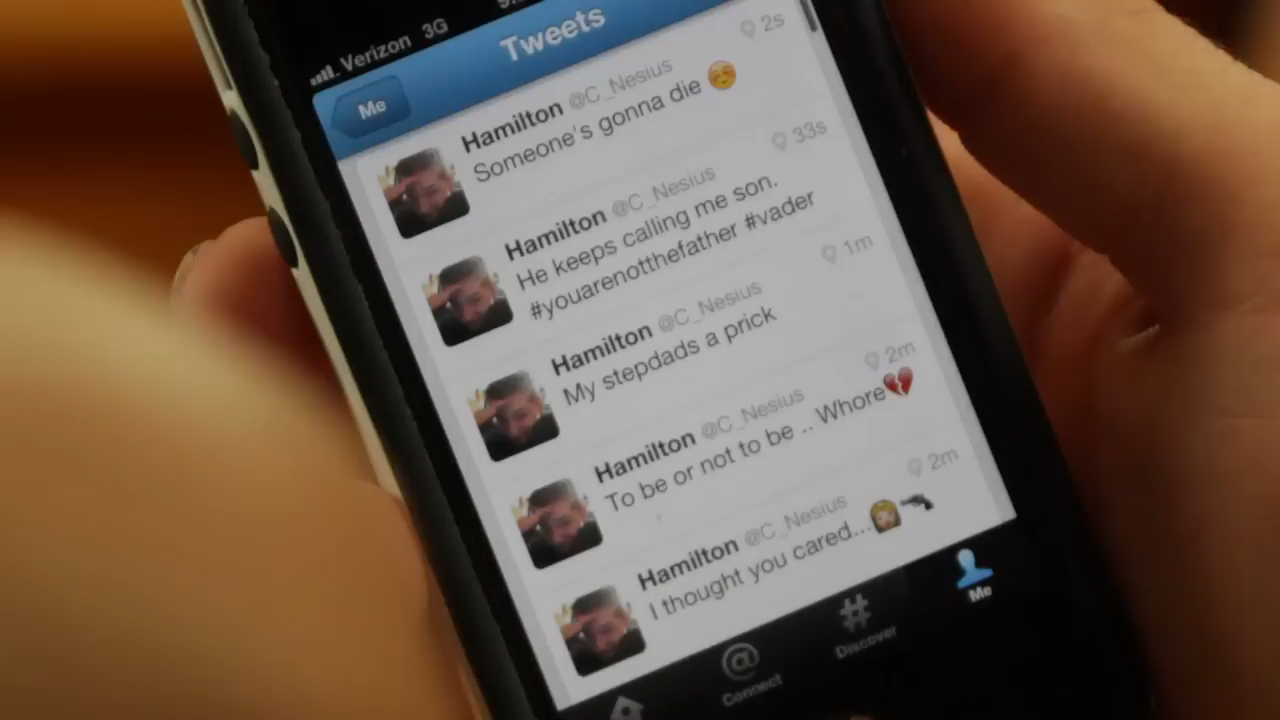 Verizon 3G
Tweets
Me
Hamilton @C_Nesius 2s
Someone's gonna die ☺️
Hamilton @C_Nesius 33s
He keeps calling me son.
#youarenotthefather #vader
Hamilton @C_Nesius 1m
My stepdads a prick
Hamilton @C_Nesius 2m
To be or not to be .. Whore💔
Hamilton @C_Nesius 2m
I thought you cared...👩🔫
Connect
Discover
Me